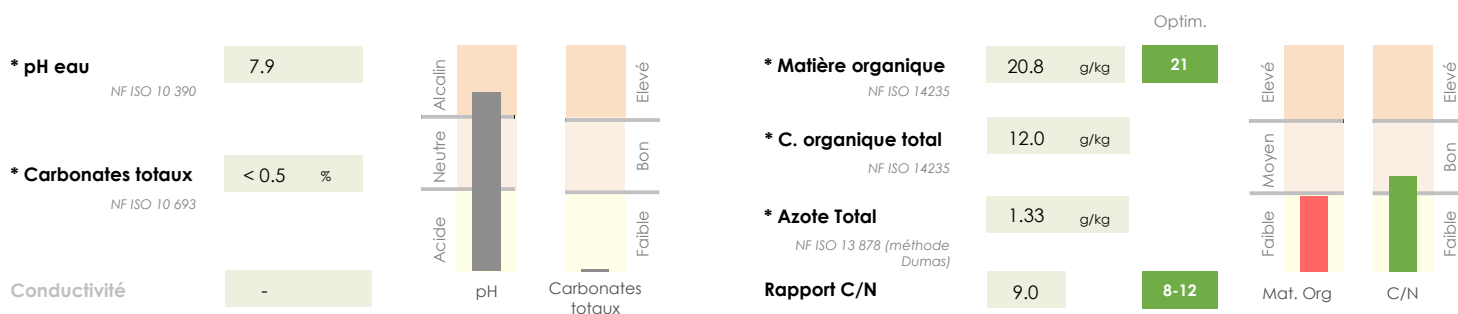 Optim.
* pH eau 7.9
NF ISO 10 390
* Carbonates totaux < 0.5 %
NF ISO 10 693
Conductivité -
Alcalin
Neutre
Acide
Elevé
Bon
Faible
pH
Carbonates
totaux
* Matière organique 20.8 g/kg 21
NF ISO 14235
* C. organique total 12.0 g/kg
NF ISO 14235
* Azote Total 1.33 g/kg
NF ISO 13 878 (méthode
Dumas)
Rapport C/N 9.0 8-12
Elevé
Moyen
Faible
Elevé
Bon
Faible
Mat. Org
C/N